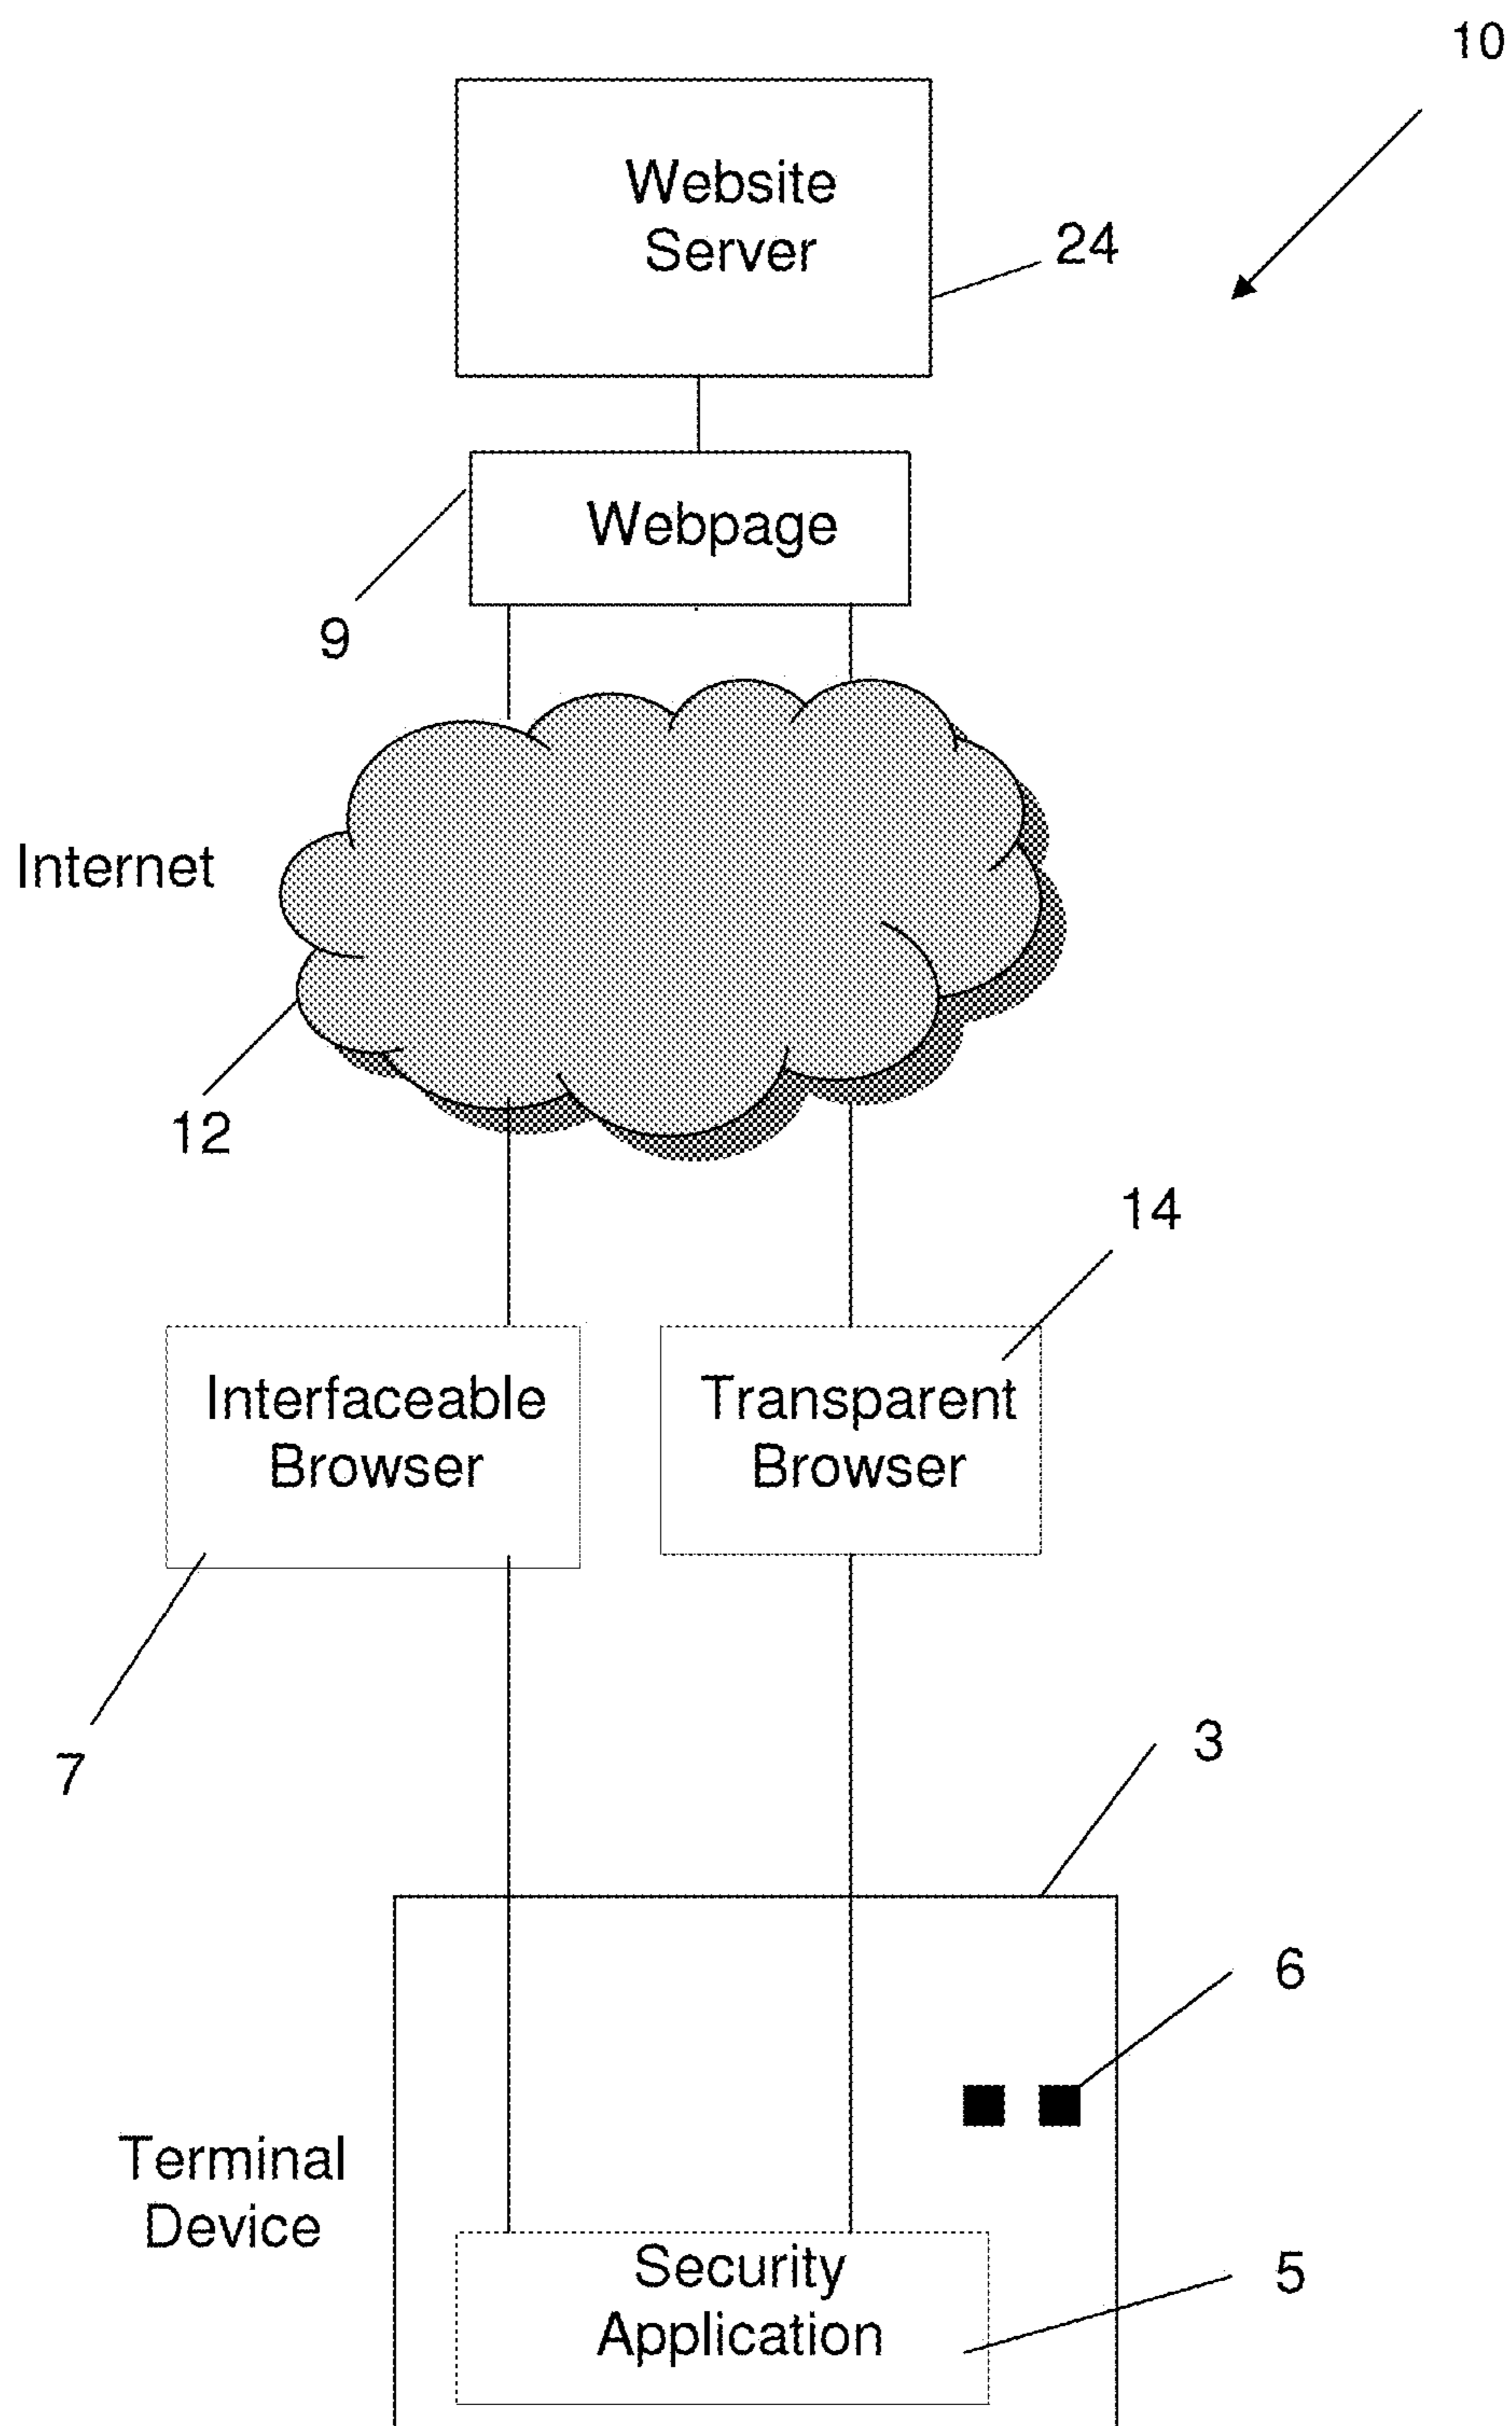 10
Website
Server
24
Webpage
9
Internet
12
14
Interfaceable
Browser
Transparent
Browser
7
3
6
Terminal
Device
Security
Application
5